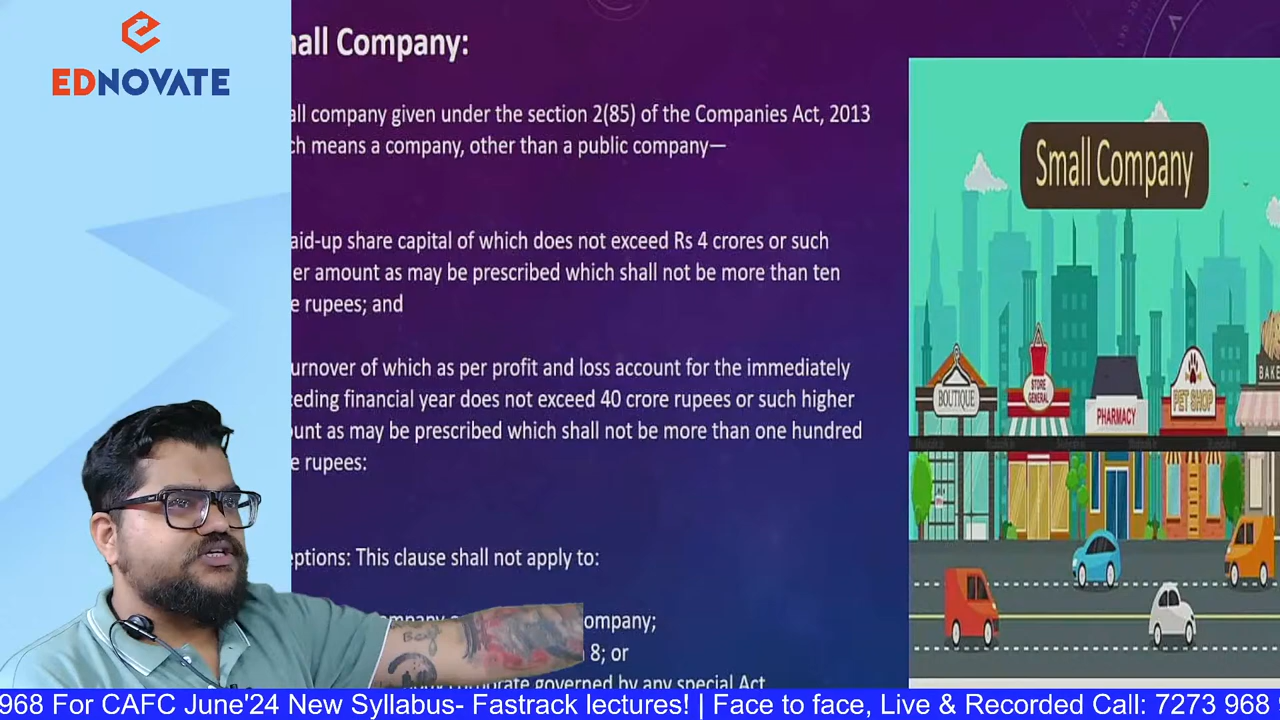 EDNOVATE
mall Company:
all company given under the section 2(85) of the Companies Act, 2013
ch means a company, other than a public company—
aid-up share capital of which does not exceed Rs 4 crores or such
er amount as may be prescribed which shall not be more than ten
e rupees; and
urnover of which as per profit and loss account for the immediately
eding financial year does not exceed 40 crore rupees or such higher
unt as may be prescribed which shall not be more than one hundred
e rupees:
ptions: This clause shall not apply to:
ompany;
8; or
corporate governed by any special Act
Small Company
BOUTIQUE
STORE
GENERAL
PHARMACY
PET SHOP
BAKE
968 For CAFC June'24 New Syllabus- Fastrack lectures! | Face to face, Live & Recorded Call: 7273 968